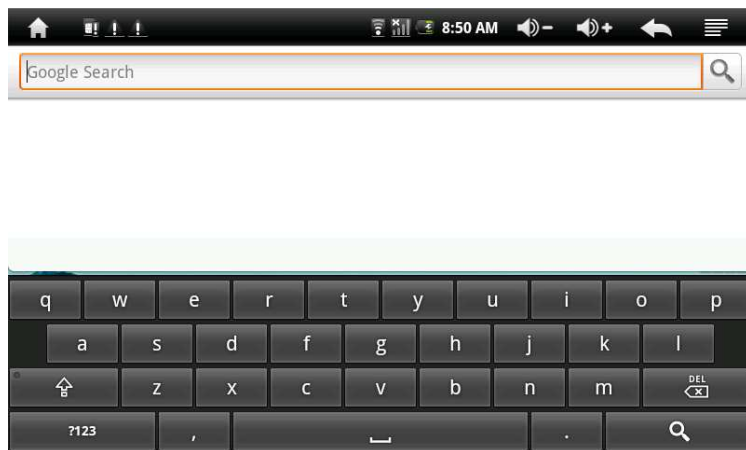 8:50 AM
Google Search
q w e r t y u i o p
a s d f g h j k l
z x c v b n m DEL
?123 , .